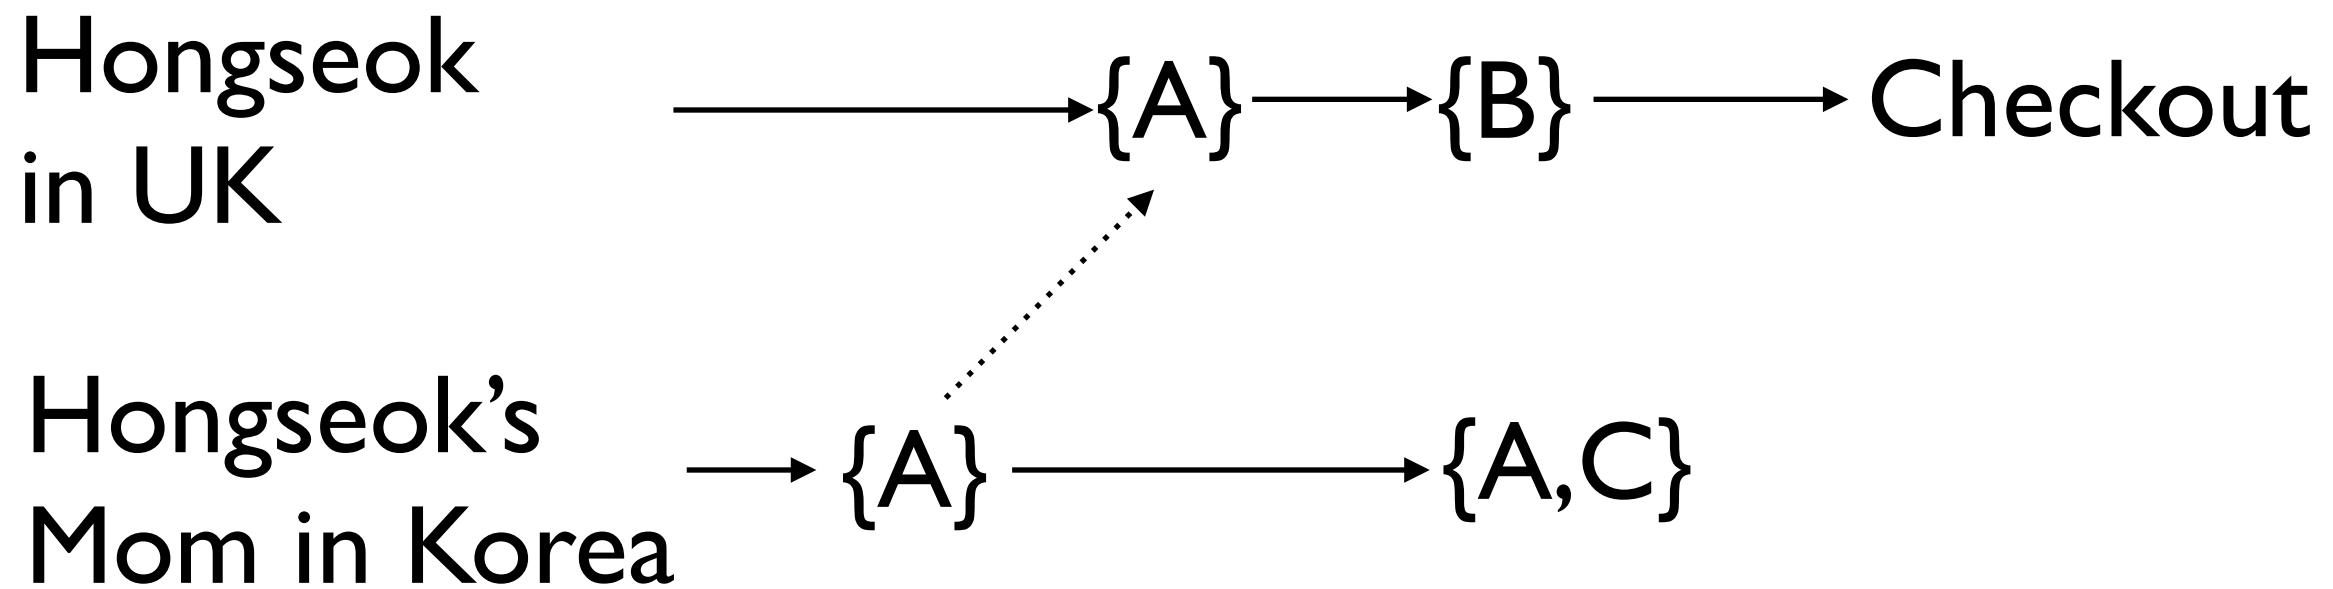 Hongseok
in UK
{A}
{B}
Checkout
Hongseok’s
Mom in Korea
{A}
{A,C}